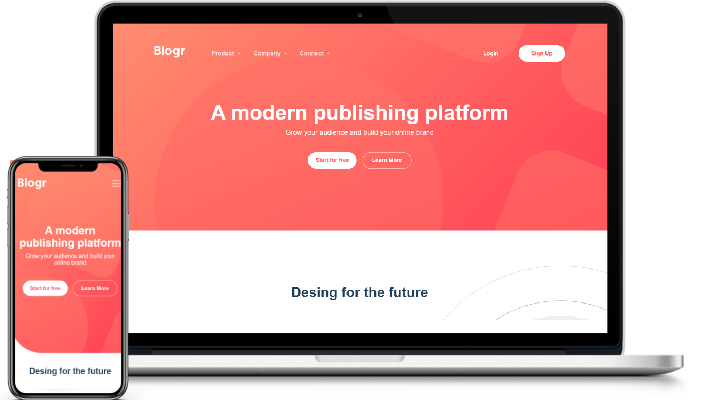 Blogr
Product Company Connect
Login
Sign Up
A modern publishing platform
Grow your audience and build your online brand
Start for free Learn More
Desing for the future
Blogr
A modern
publishing platform
Grow your audience and build your
online brand
Start for free Learn More
Desing for the future